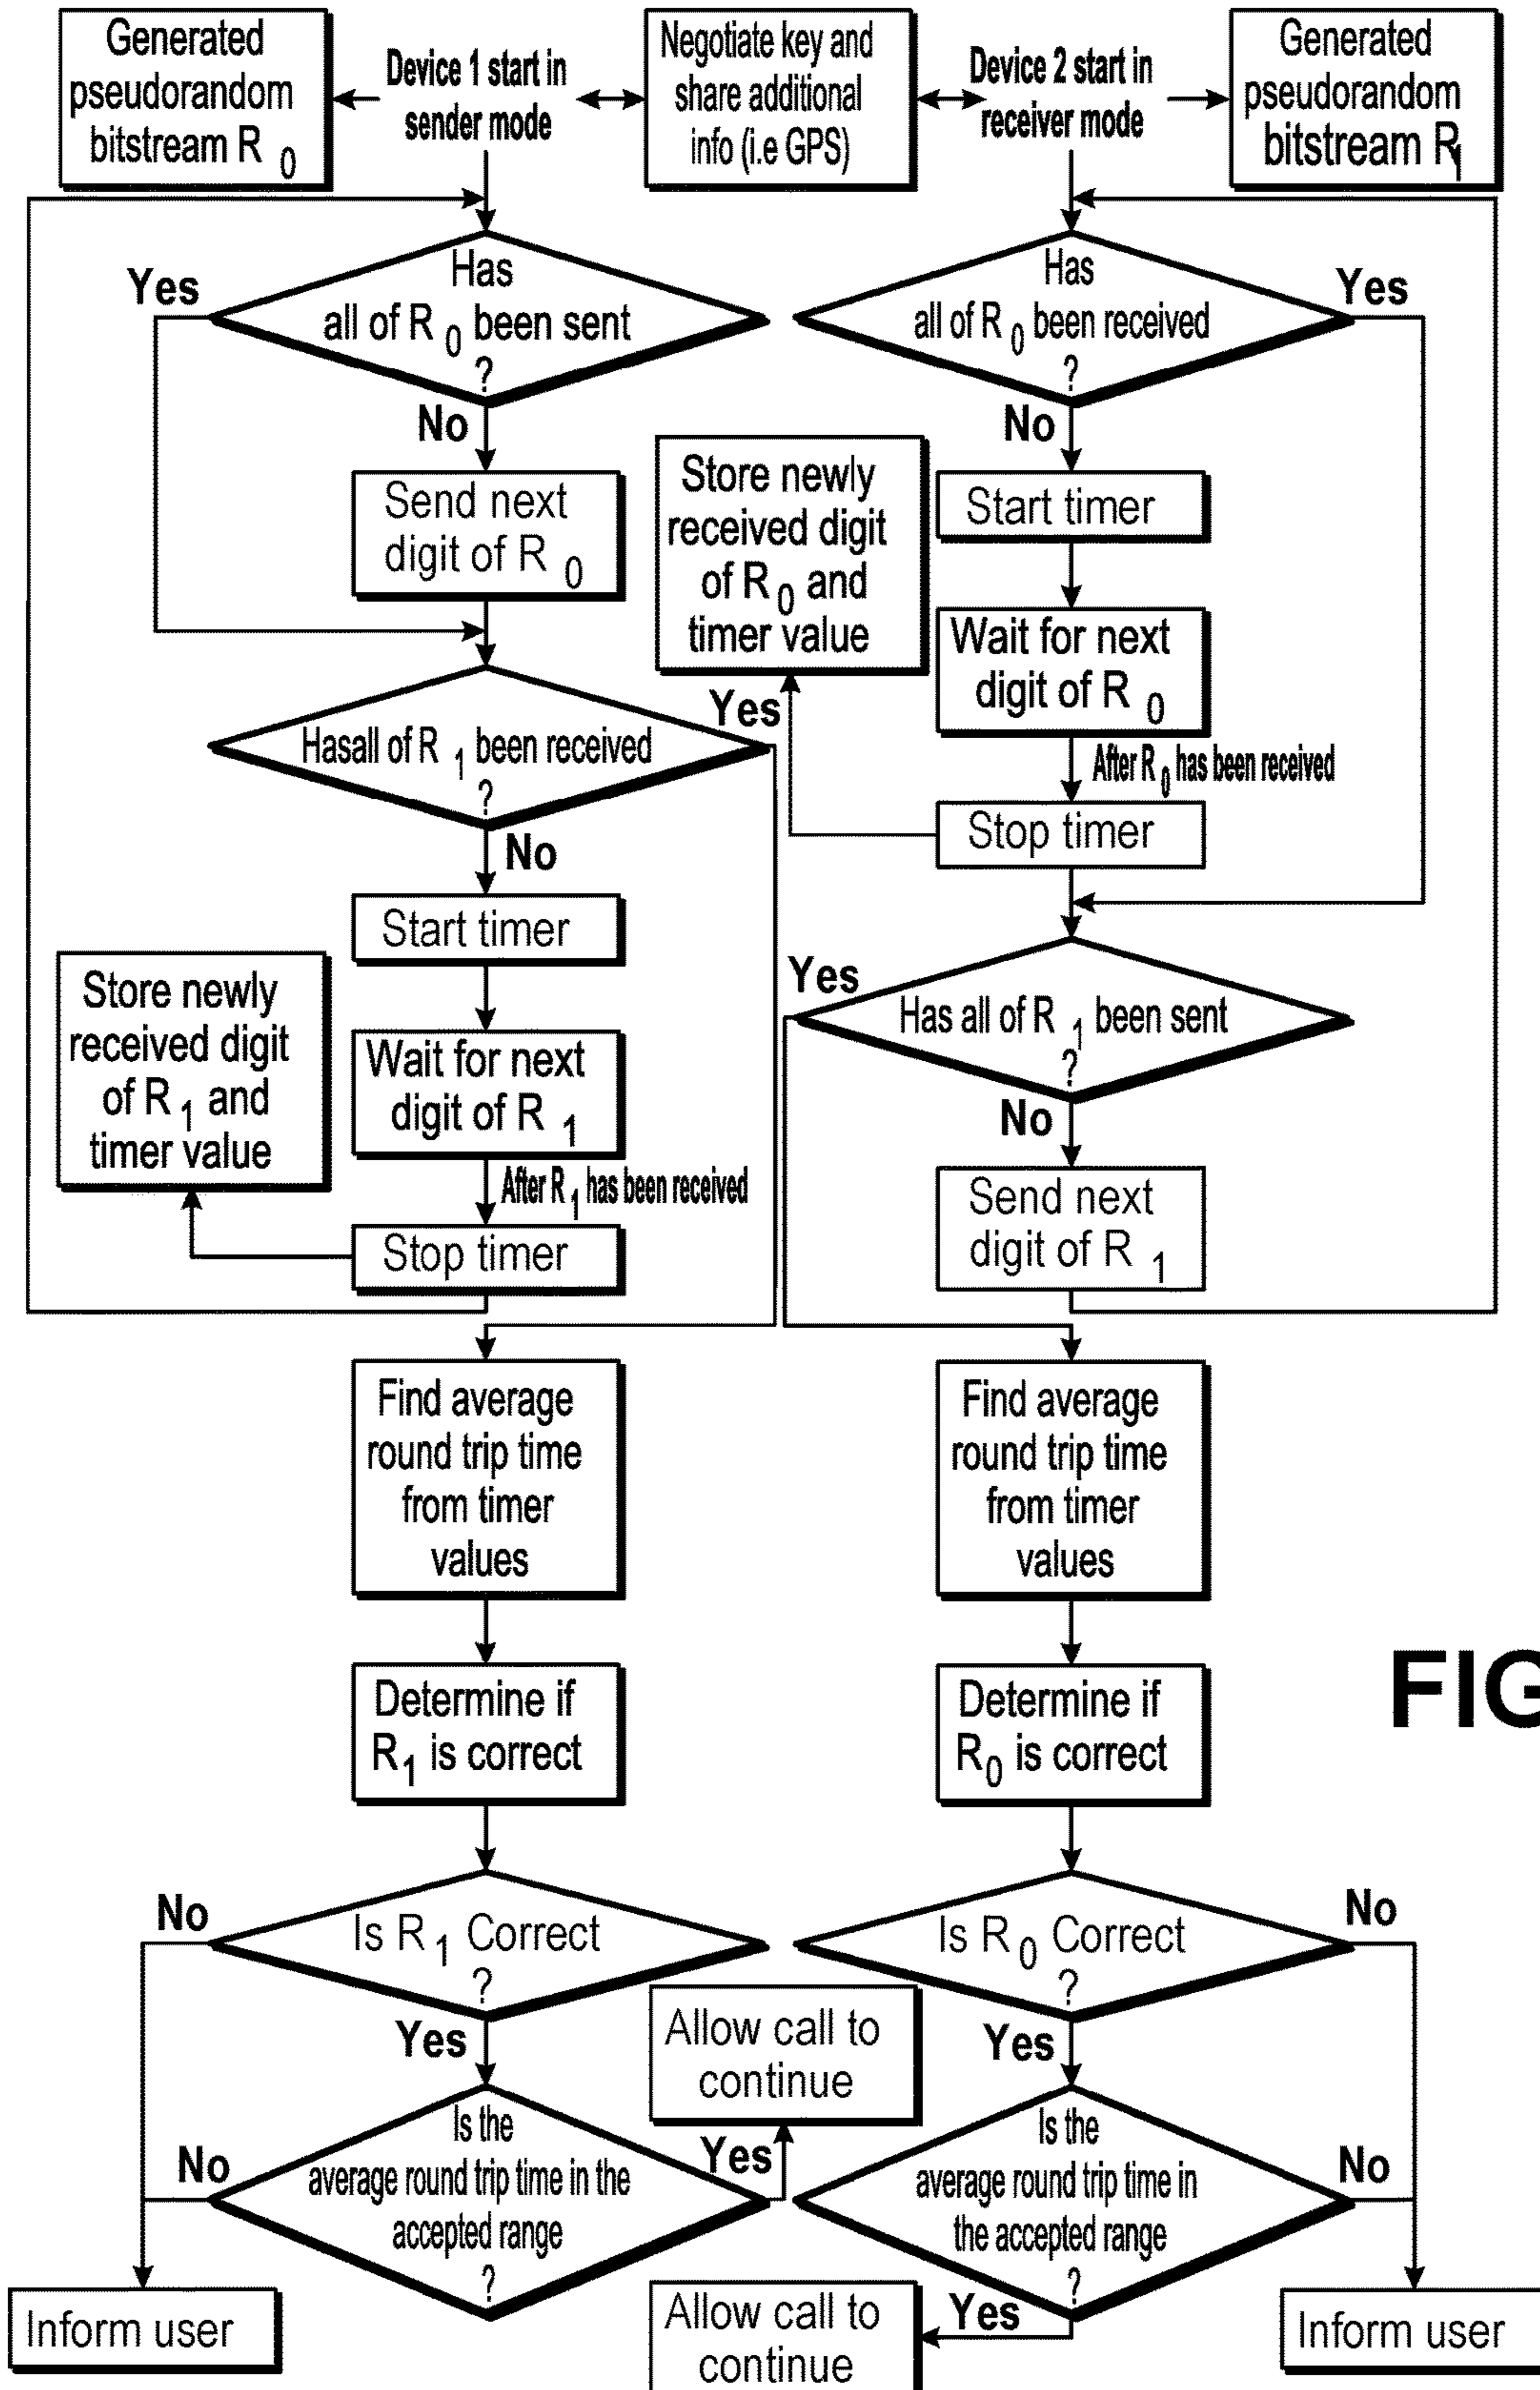 Generated
pseudorandom
bitstream R 0
Device 1 start in
sender mode
Negotiate key and
share additional
info (i.e GPS)
Device 2 start in
receiver mode
Generated
pseudorandom
bitstream R1
Has
all of R 0 been sent
?
Yes
No
Send next
digit of R 0
Hasall of R 1 been received
?
Yes
No
Start timer
Wait for next
digit of R 1
After R 1 has been received
Stop timer
Store newly
received digit
of R 1 and
timer value
Has
all of R 0 been received
?
Yes
No
Start timer
Wait for next
digit of R 0
After R 0 has been received
Stop timer
Store newly
received digit
of R 0 and
timer value
Has all of R 1 been sent
?
Yes
No
Send next
digit of R 1
Find average
round trip time
from timer
values
Determine if
R1 is correct
Is R 1 Correct
?
No
Yes
Is the
average round trip time in the
accepted range
?
No
Yes
Allow call to
continue
Inform user
Find average
round trip time
from timer
values
Determine if
R0 is correct
Is R 0 Correct
?
No
Yes
Is the
average round trip time in
the accepted range
?
No
Yes
Allow call to
continue
Inform user
FIG